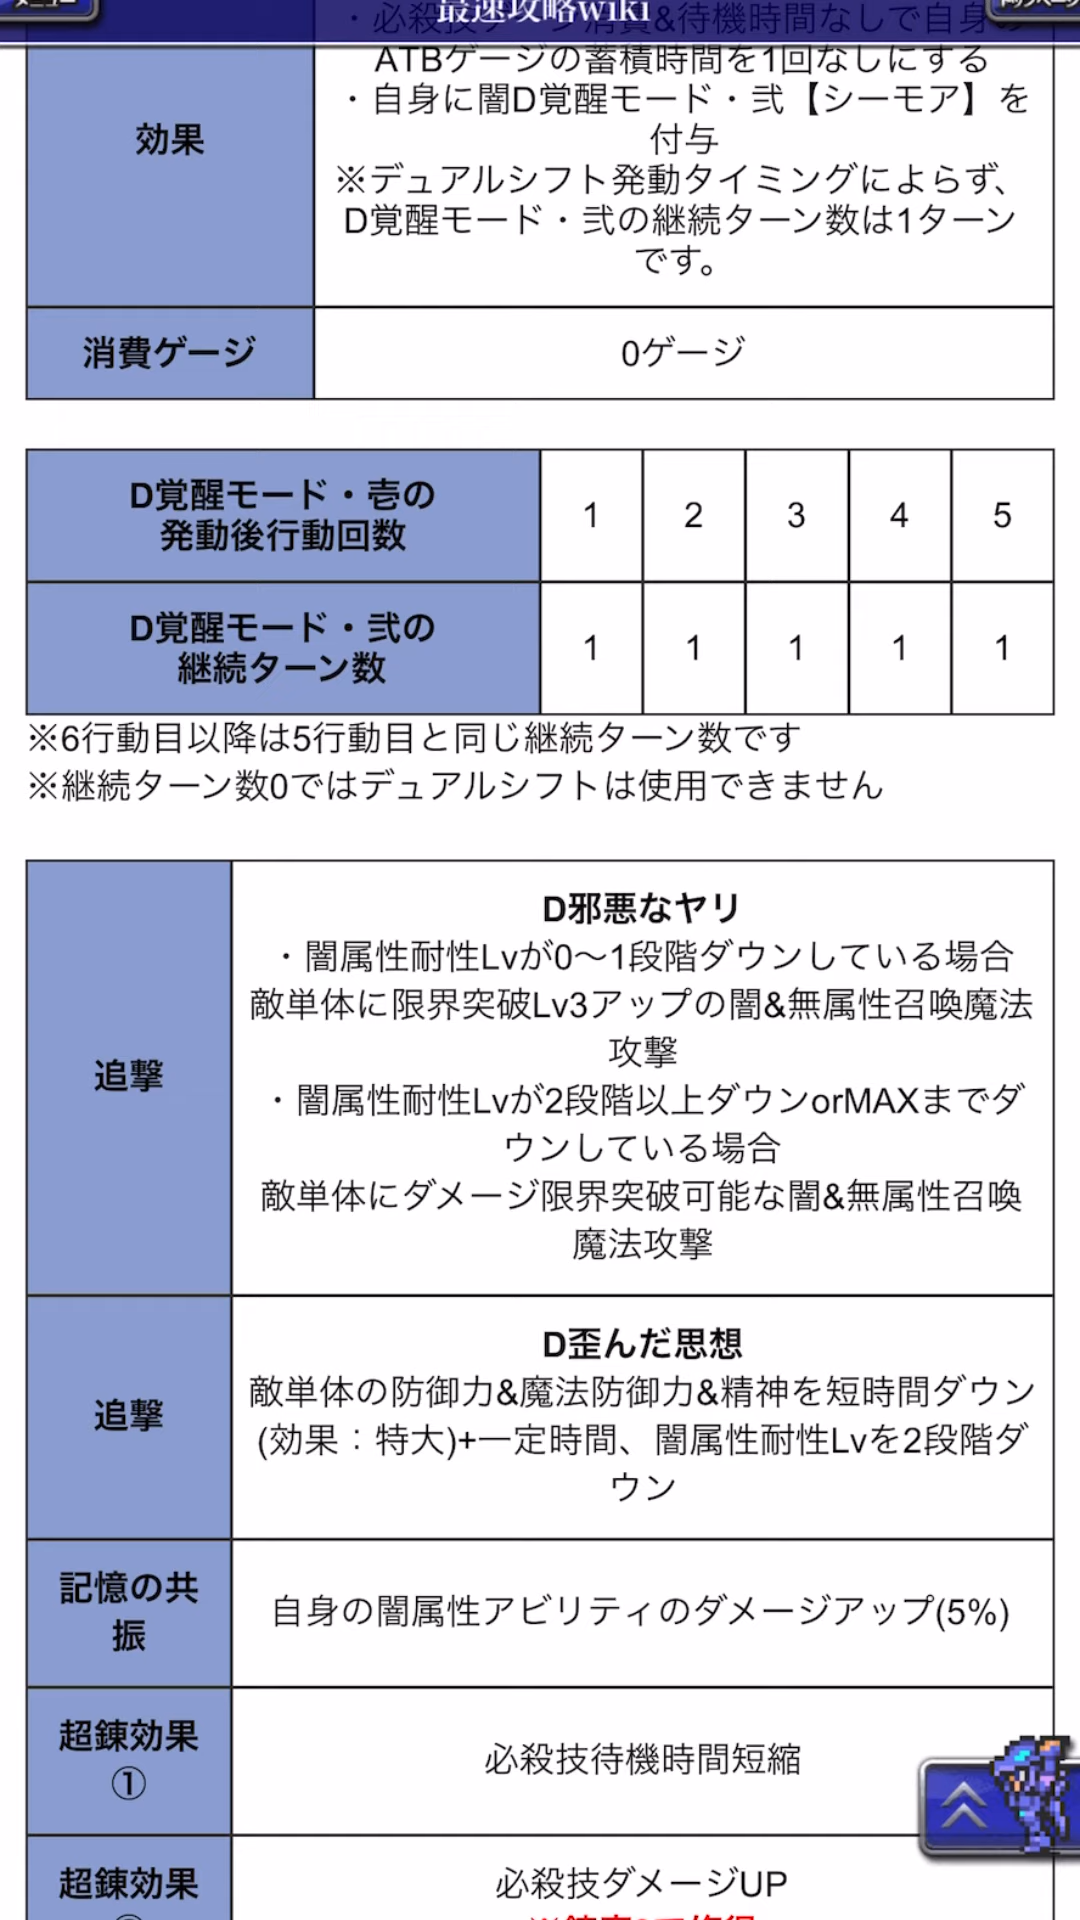 最速攻略wiki
・必殺技ゲージ消費&待機時間なしで自身の
ATBゲージの蓄積時間を1回なしにする
・自身に闇D覚醒モード・弐【シーモア】を
付与
※デュアルシフト発動タイミングによらず、
D覚醒モード・弐の継続ターン数は1ターン
です。
効果
消費ゲージ
0ゲージ
D覚醒モード・壱の
発動後行動回数
1 2 3 4 5
D覚醒モード・弐の
継続ターン数
1 1 1 1 1
※6行動目以降は5行動目と同じ継続ターン数です
※継続ターン数0ではデュアルシフトは使用できません
追撃
D邪悪なヤリ
・闇属性耐性Lvが0〜1段階ダウンしている場合
敵単体に限界突破Lv3アップの闇&無属性召喚魔法
攻撃
・闇属性耐性Lvが2段階以上ダウンorMAXまでダ
ウンしている場合
敵単体にダメージ限界突破可能な闇&無属性召喚
魔法攻撃
追撃
D歪んだ思想
敵単体の防御力&魔法防御力&精神を短時間ダウン
(効果：特大)+一定時間、闇属性耐性Lvを2段階ダ
ウン
記憶の共
振
自身の闇属性アビリティのダメージアップ(5%)
超錬効果
①
必殺技待機時間短縮
超錬効果
必殺技ダメージUP